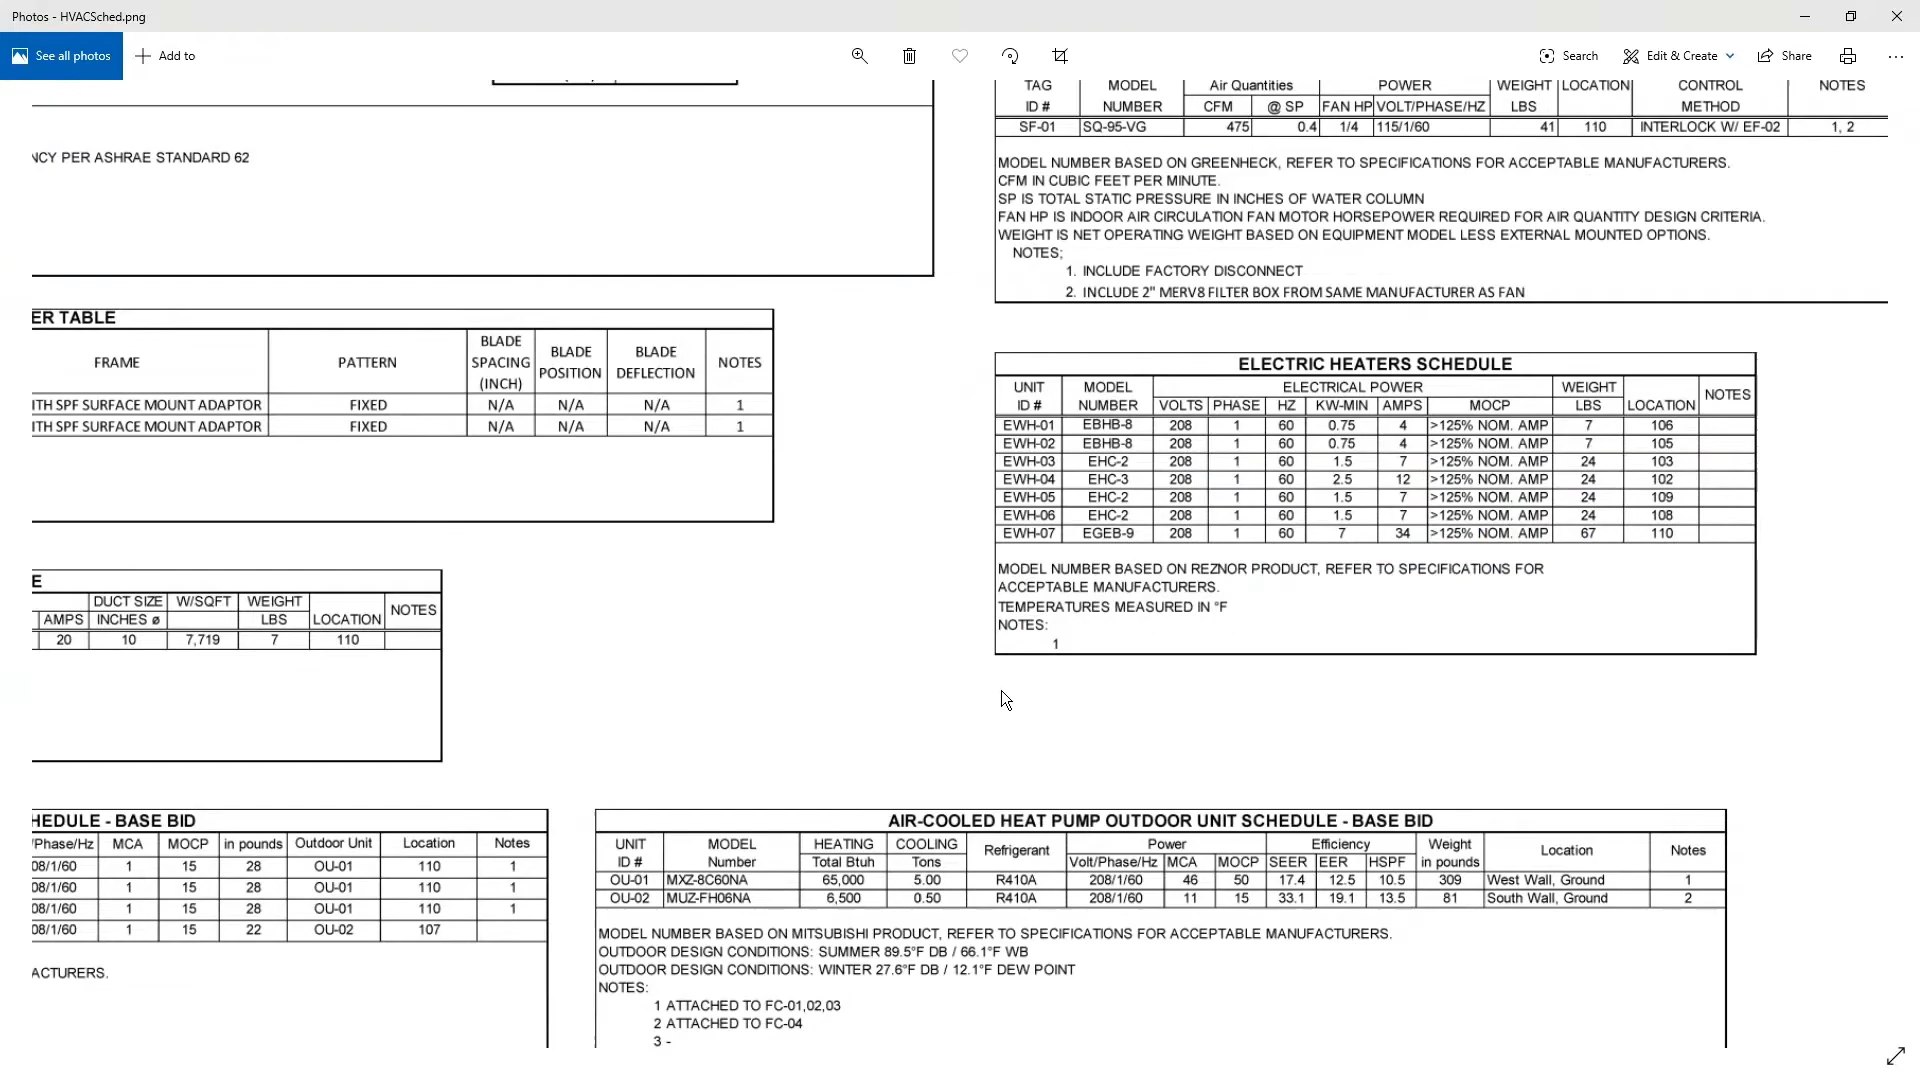 Photos - HVACSched.png
See all photos
Add to
Search
Edit & Create
Share
TAG MODEL Air Quantities POWER WEIGHT LOCATION CONTROL NOTES
ID # NUMBER CFM @ SP FAN HP VOLT/PHASE/HZ LBS METHOD
SF-01 SQ-95-VG 475 0.4 1/4 115/1/60 41 110 INTERLOCK W/ EF-02 1, 2
MODEL NUMBER BASED ON GREENHECK, REFER TO SPECIFICATIONS FOR ACCEPTABLE MANUFACTURERS.
CFM IN CUBIC FEET PER MINUTE.
SP IS TOTAL STATIC PRESSURE IN INCHES OF WATER COLUMN
FAN HP IS INDOOR AIR CIRCULATION FAN MOTOR HORSEPOWER REQUIRED FOR AIR QUANTITY DESIGN CRITERIA.
WEIGHT IS NET OPERATING WEIGHT BASED ON EQUIPMENT MODEL LESS EXTERNAL MOUNTED OPTIONS.
NOTES;
1. INCLUDE FACTORY DISCONNECT
2. INCLUDE 2" MERV8 FILTER BOX FROM SAME MANUFACTURER AS FAN
NCY PER ASHRAE STANDARD 62
ER TABLE
FRAME PATTERN BLADE SPACING (INCH) BLADE POSITION BLADE DEFLECTION NOTES
ITH SPF SURFACE MOUNT ADAPTOR FIXED N/A N/A N/A 1
ITH SPF SURFACE MOUNT ADAPTOR FIXED N/A N/A N/A 1
ELECTRIC HEATERS SCHEDULE
UNIT MODEL ELECTRICAL POWER WEIGHT LOCATION NOTES
ID # NUMBER VOLTS PHASE HZ KW-MIN AMPS MOCP LBS
EWH-01 EBHB-8 208 1 60 0.75 4 >125% NOM. AMP 7 106
EWH-02 EBHB-8 208 1 60 0.75 4 >125% NOM. AMP 7 105
EWH-03 EHC-2 208 1 60 1.5 7 >125% NOM. AMP 24 103
EWH-04 EHC-3 208 1 60 2.5 12 >125% NOM. AMP 24 102
EWH-05 EHC-2 208 1 60 1.5 7 >125% NOM. AMP 24 109
EWH-06 EHC-2 208 1 60 1.5 7 >125% NOM. AMP 24 108
EWH-07 EGEB-9 208 1 60 7 34 >125% NOM. AMP 67 110
MODEL NUMBER BASED ON REZNOR PRODUCT, REFER TO SPECIFICATIONS FOR
ACCEPTABLE MANUFACTURERS.
TEMPERATURES MEASURED IN °F
NOTES:
1
E
DUCT SIZE W/SQFT WEIGHT LOCATION NOTES
AMPS INCHES ø LBS
20 10 7,719 7 110
HEDULE - BASE BID
/Phase/Hz MCA MOCP in pounds Outdoor Unit Location Notes
08/1/60 1 15 28 OU-01 110 1
08/1/60 1 15 28 OU-01 110 1
08/1/60 1 15 28 OU-01 110 1
08/1/60 1 15 22 OU-02 107
ACTURERS.
AIR-COOLED HEAT PUMP OUTDOOR UNIT SCHEDULE - BASE BID
UNIT MODEL HEATING COOLING Refrigerant Power Efficiency Weight Location Notes
ID # Number Total Btuh Tons Volt/Phase/Hz MCA MOCP SEER EER HSPF in pounds
OU-01 MXZ-8C60NA 65,000 5.00 R410A 208/1/60 46 50 17.4 12.5 10.5 309 West Wall, Ground 1
OU-02 MUZ-FH06NA 6,500 0.50 R410A 208/1/60 11 15 33.1 19.1 13.5 81 South Wall, Ground 2
MODEL NUMBER BASED ON MITSUBISHI PRODUCT, REFER TO SPECIFICATIONS FOR ACCEPTABLE MANUFACTURERS.
OUTDOOR DESIGN CONDITIONS: SUMMER 89.5°F DB / 66.1°F WB
OUTDOOR DESIGN CONDITIONS: WINTER 27.6°F DB / 12.1°F DEW POINT
NOTES:
1 ATTACHED TO FC-01,02,03
2 ATTACHED TO FC-04
3 -